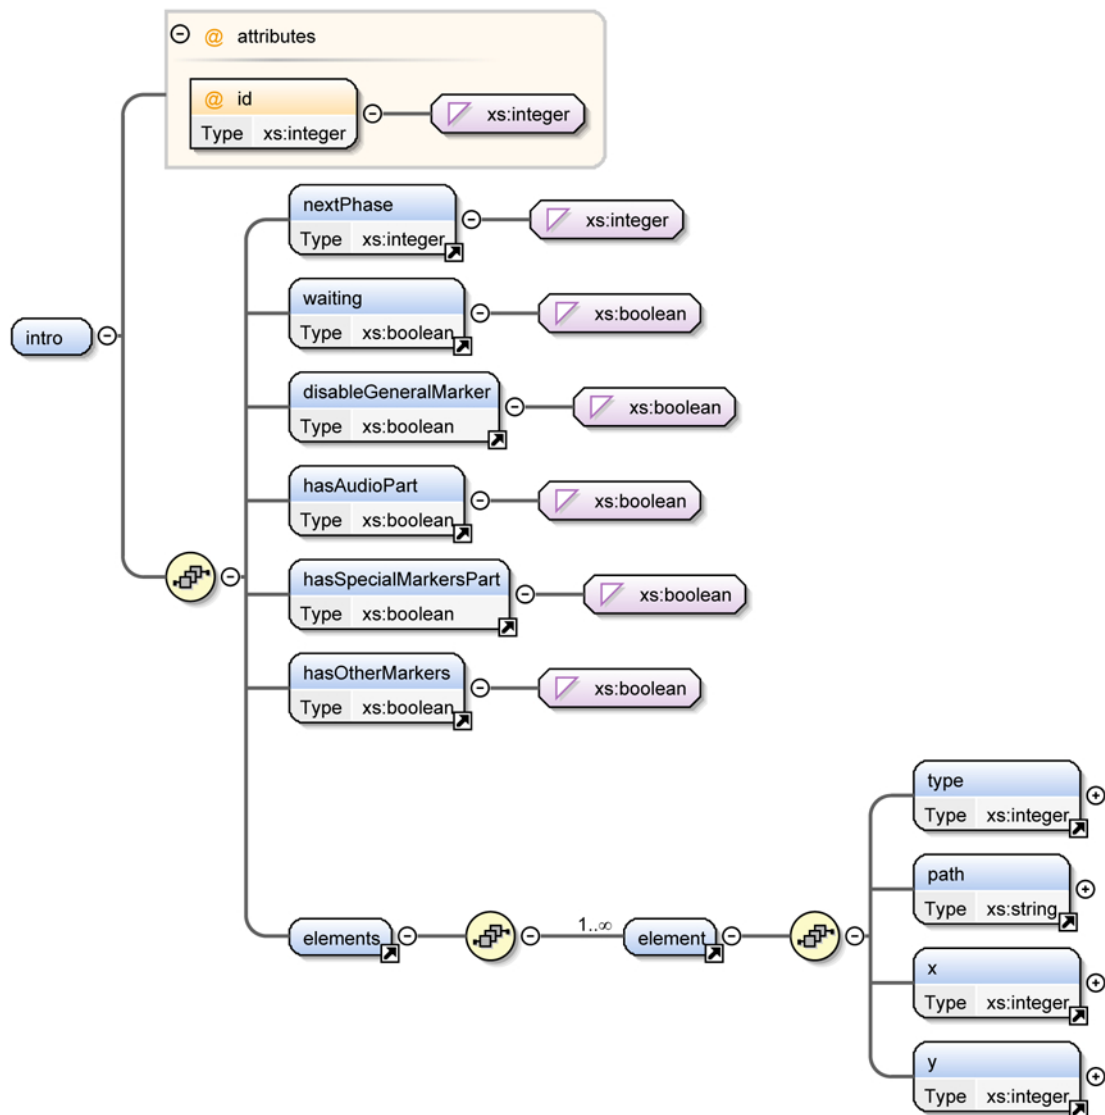 @ attributes
@ id
Type xs:integer
xs:integer
nextPhase
Type xs:integer
xs:integer
waiting
Type xs:boolean
xs:boolean
intro
disableGeneralMarker
Type xs:boolean
xs:boolean
hasAudioPart
Type xs:boolean
xs:boolean
hasSpecialMarkersPart
Type xs:boolean
xs:boolean
hasOtherMarkers
Type xs:boolean
xs:boolean
elements
1..∞
element
type
Type xs:integer
path
Type xs:string
x
Type xs:integer
y
Type xs:integer